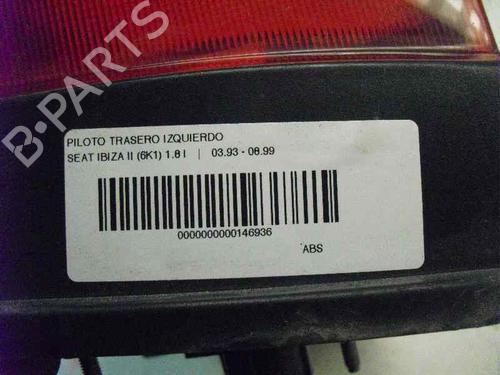 B-PARTS
PILOTO TRASERO IZQUIERDO
SEAT IBIZA II (6K1) 1.8 I | 03.93 - 08.99
0000000000146936
ABS